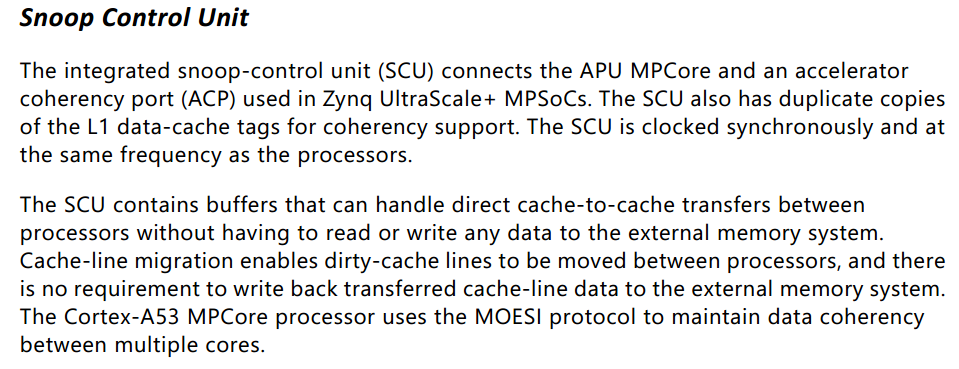 Snoop Control Unit
The integrated snoop-control unit (SCU) connects the APU MPCore and an accelerator
coherency port (ACP) used in Zynq UltraScale+ MPSoCs. The SCU also has duplicate copies
of the L1 data-cache tags for coherency support. The SCU is clocked synchronously and at
the same frequency as the processors.
The SCU contains buffers that can handle direct cache-to-cache transfers between
processors without having to read or write any data to the external memory system.
Cache-line migration enables dirty-cache lines to be moved between processors, and there
is no requirement to write back transferred cache-line data to the external memory system.
The Cortex-A53 MPCore processor uses the MOESI protocol to maintain data coherency
between multiple cores.